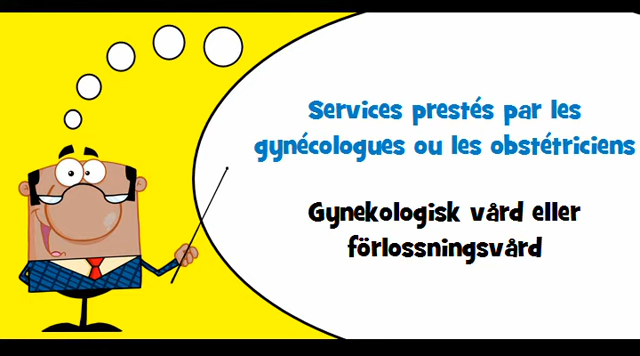 Services prestés par les
gynécologues ou les obstétriciens
Gynekologisk vård eller
förlossningsvård